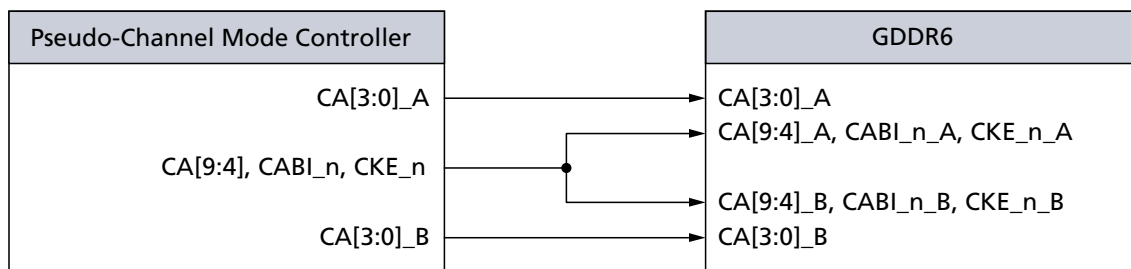 Pseudo-Channel Mode Controller
GDDR6
CA[3:0]_A
CA[3:0]_A
CA[9:4]_A, CABI_n_A, CKE_n_A
CA[9:4], CABI_n, CKE_n
CA[9:4]_B, CABI_n_B, CKE_n_B
CA[3:0]_B
CA[3:0]_B